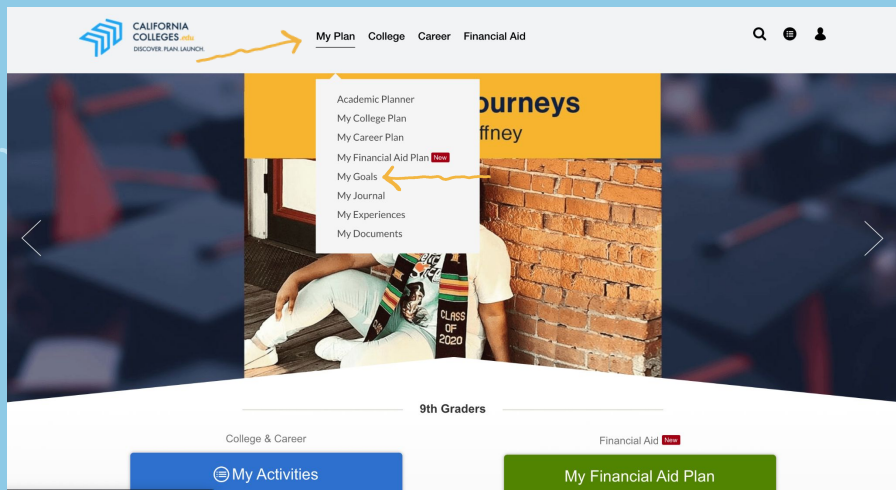 CALIFORNIA
COLLEGES.edu
DISCOVER. PLAN. LAUNCH.
My Plan College Career Financial Aid
Academic Planner
My College Plan
My Career Plan
My Financial Aid Plan New
My Goals
My Journal
My Experiences
My Documents
ourneys
ffney
CLASS
OF
2020
9th Graders
College & Career
Financial Aid New
My Activities
My Financial Aid Plan